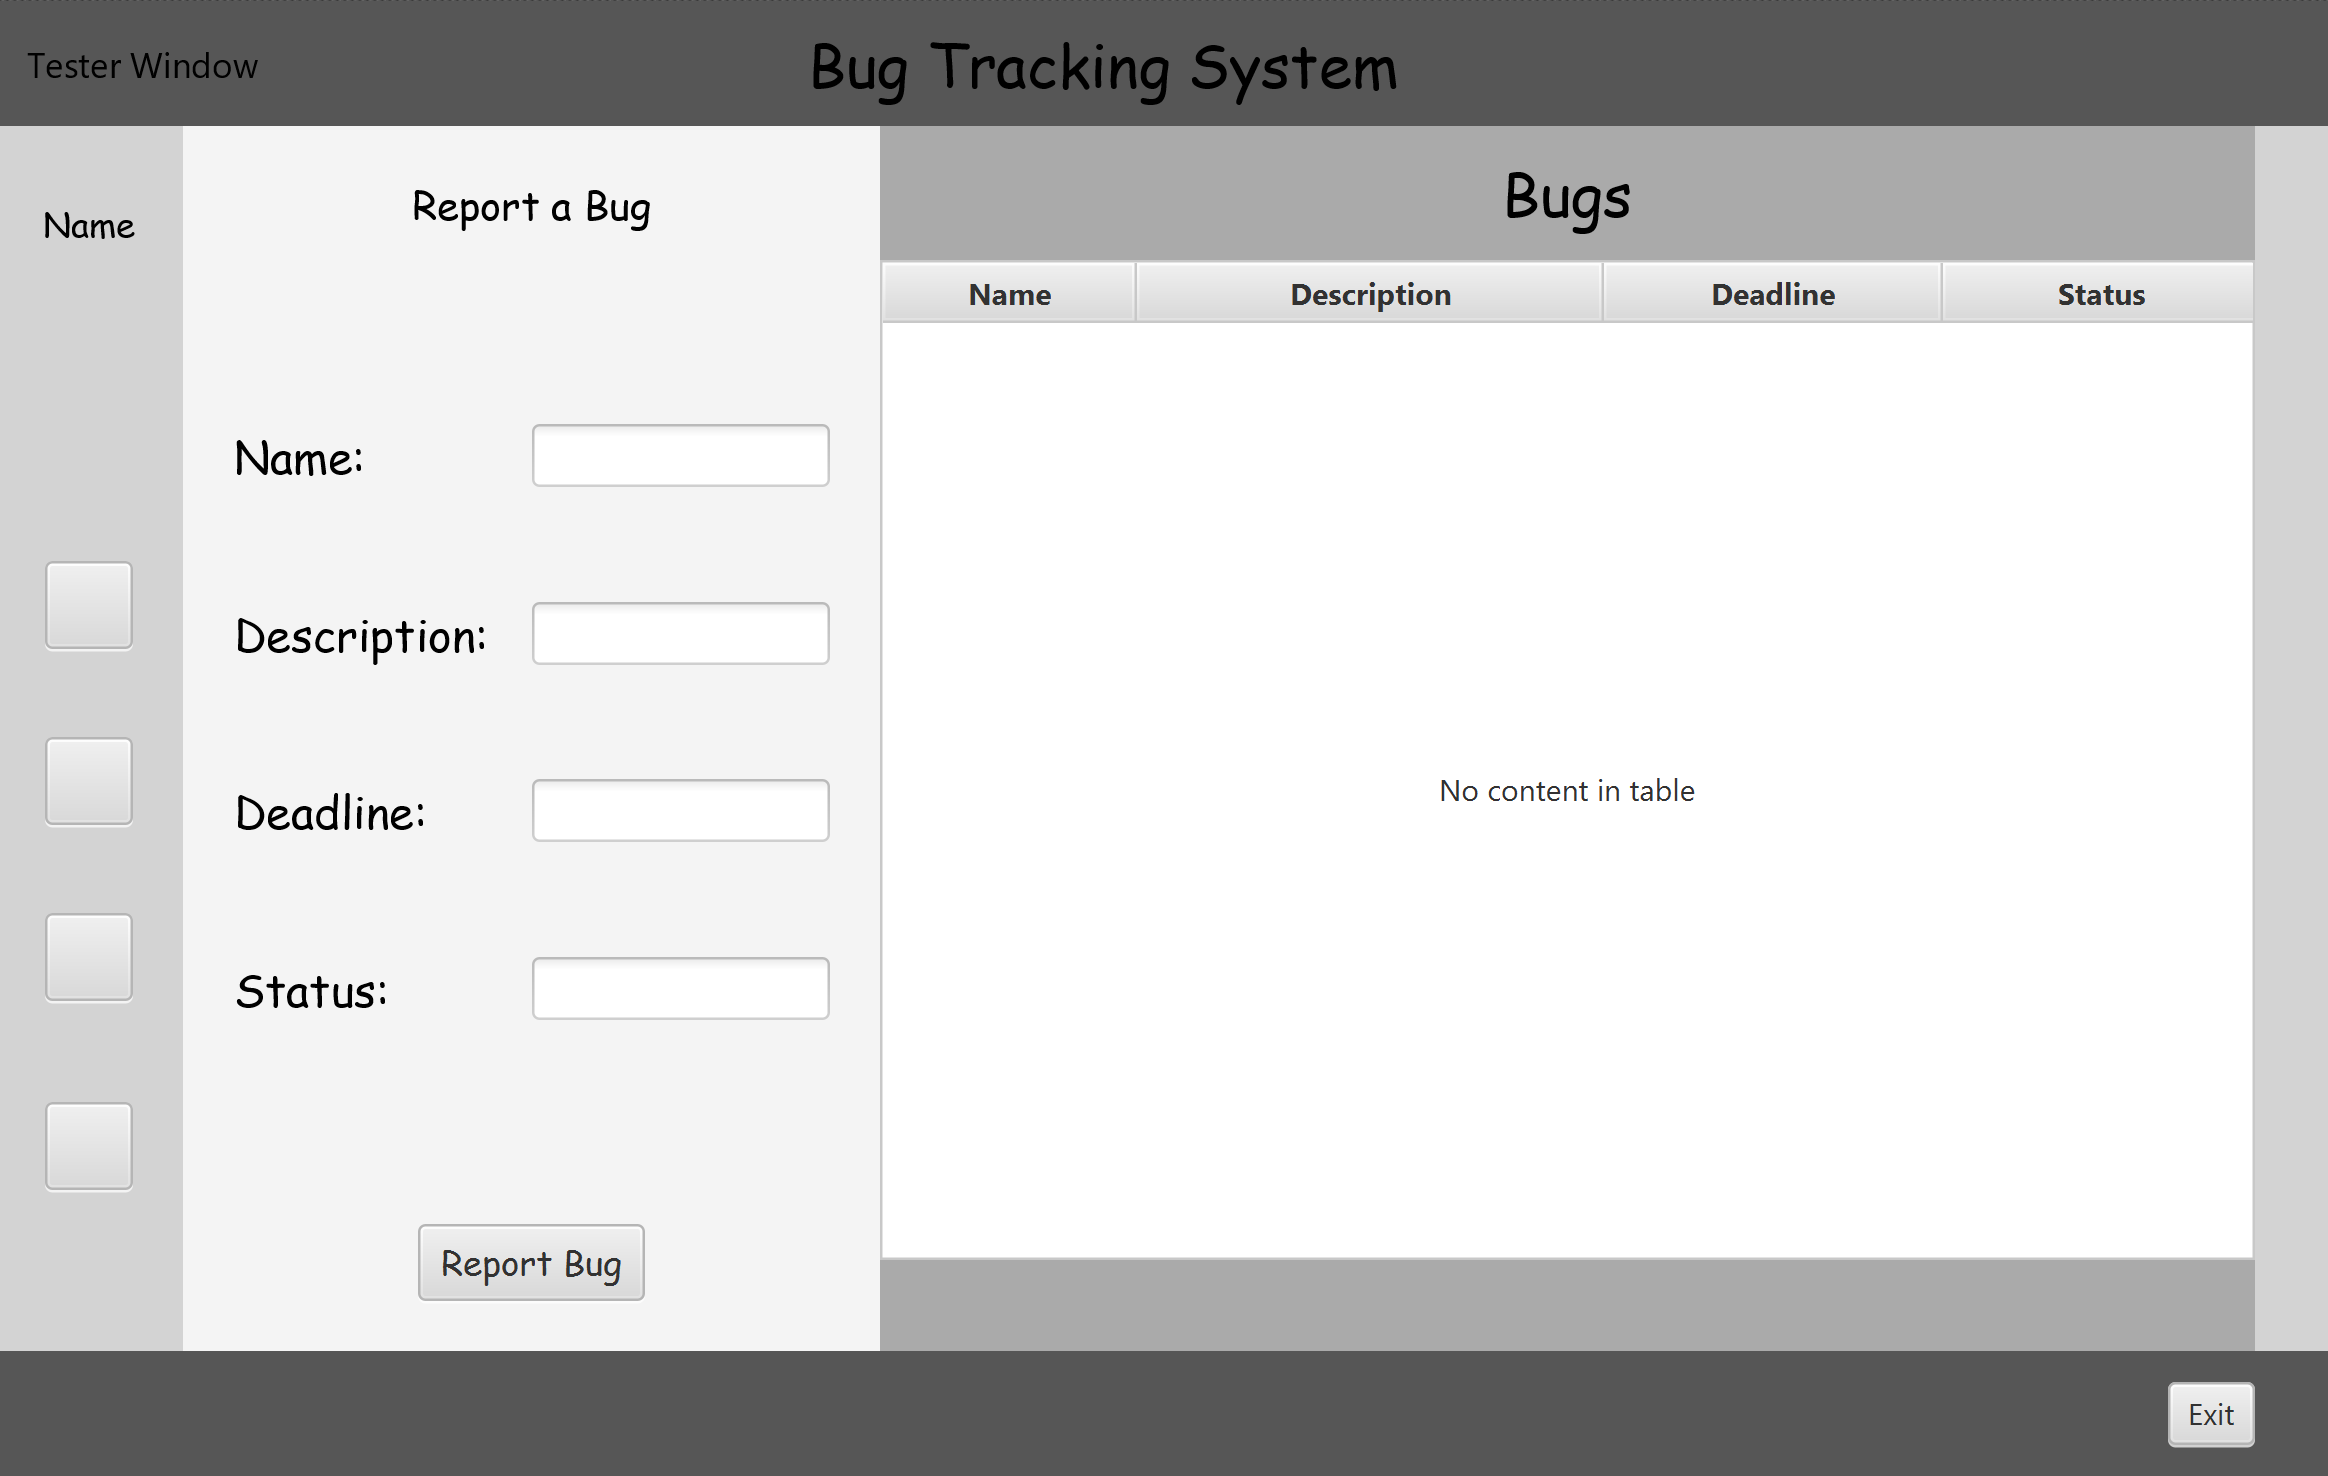 Tester Window
Bug Tracking System
Name
Report a Bug
Name:
Description:
Deadline:
Status:
Report Bug
Bugs
Name Description Deadline Status
No content in table
Exit